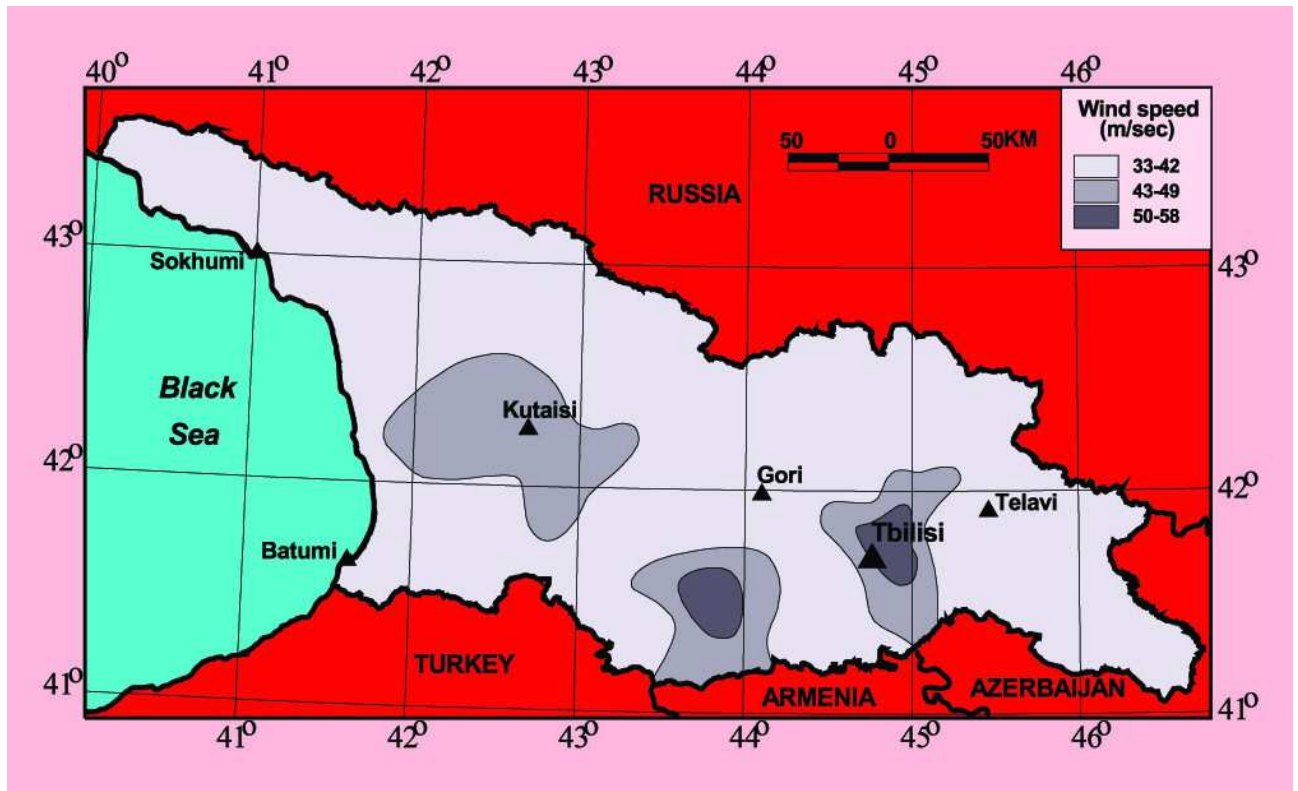 40° 41° 42° 43° 44° 45° 46°
Wind speed
(m/sec)
33-42
43-49
50-58
50 0 50KM
RUSSIA
43°
Sokhumi
43°
Black
Sea
Kutaisi
42°
Gori
42°
Telavi
Tbilisi
Batumi
TURKEY
ARMENIA
AZERBAIJAN
41°
41°
41° 42° 43° 44° 45° 46°